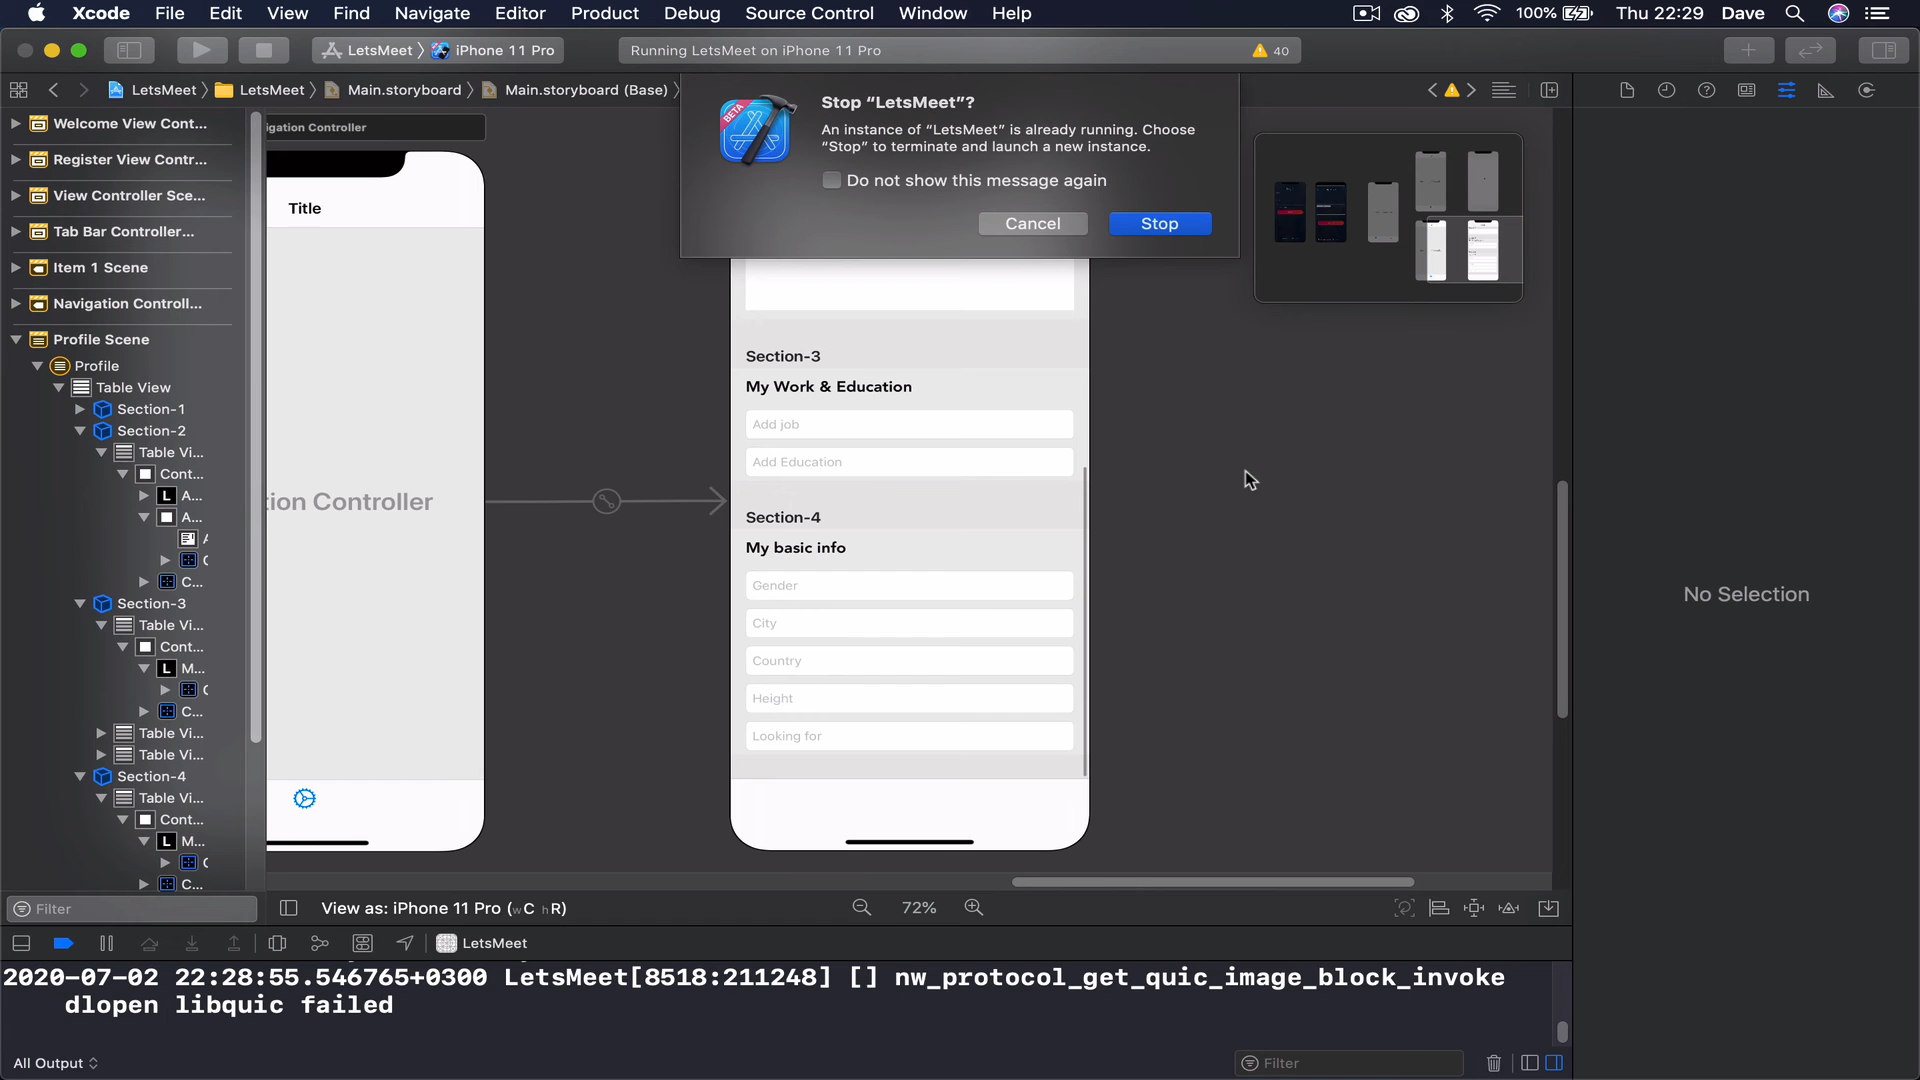 Xcode File Edit View Find Navigate Editor Product Debug Source Control Window Help 100% Thu 22:29 Dave
LetsMeet iPhone 11 Pro Running LetsMeet on iPhone 11 Pro 40
LetsMeet LetsMeet Main.storyboard Main.storyboard (Base)
BETA
Stop “LetsMeet”?
An instance of “LetsMeet” is already running. Choose
“Stop” to terminate and launch a new instance.
Do not show this message again
Cancel Stop
Welcome View Cont...
Register View Contr...
View Controller Sce...
Tab Bar Controller...
Item 1 Scene
Navigation Controll...
Profile Scene
Profile
Table View
Section-1
Section-2
Table Vi...
Cont...
L A...
A...
A
C
C...
Section-3
Table Vi...
Cont...
L M...
C
C...
Table Vi...
Table Vi...
Section-4
Table Vi...
Cont...
L M...
C
C...
Filter
igation Controller
Title
tion Controller
Section-3
My Work & Education
Add job
Add Education
Section-4
My basic info
Gender
City
Country
Height
Looking for
No Selection
View as: iPhone 11 Pro (wC hR) 72%
LetsMeet
2020-07-02 22:28:55.546765+0300 LetsMeet[8518:211248] [] nw_protocol_get_quic_image_block_invoke
dlopen libquic failed
All Output Filter